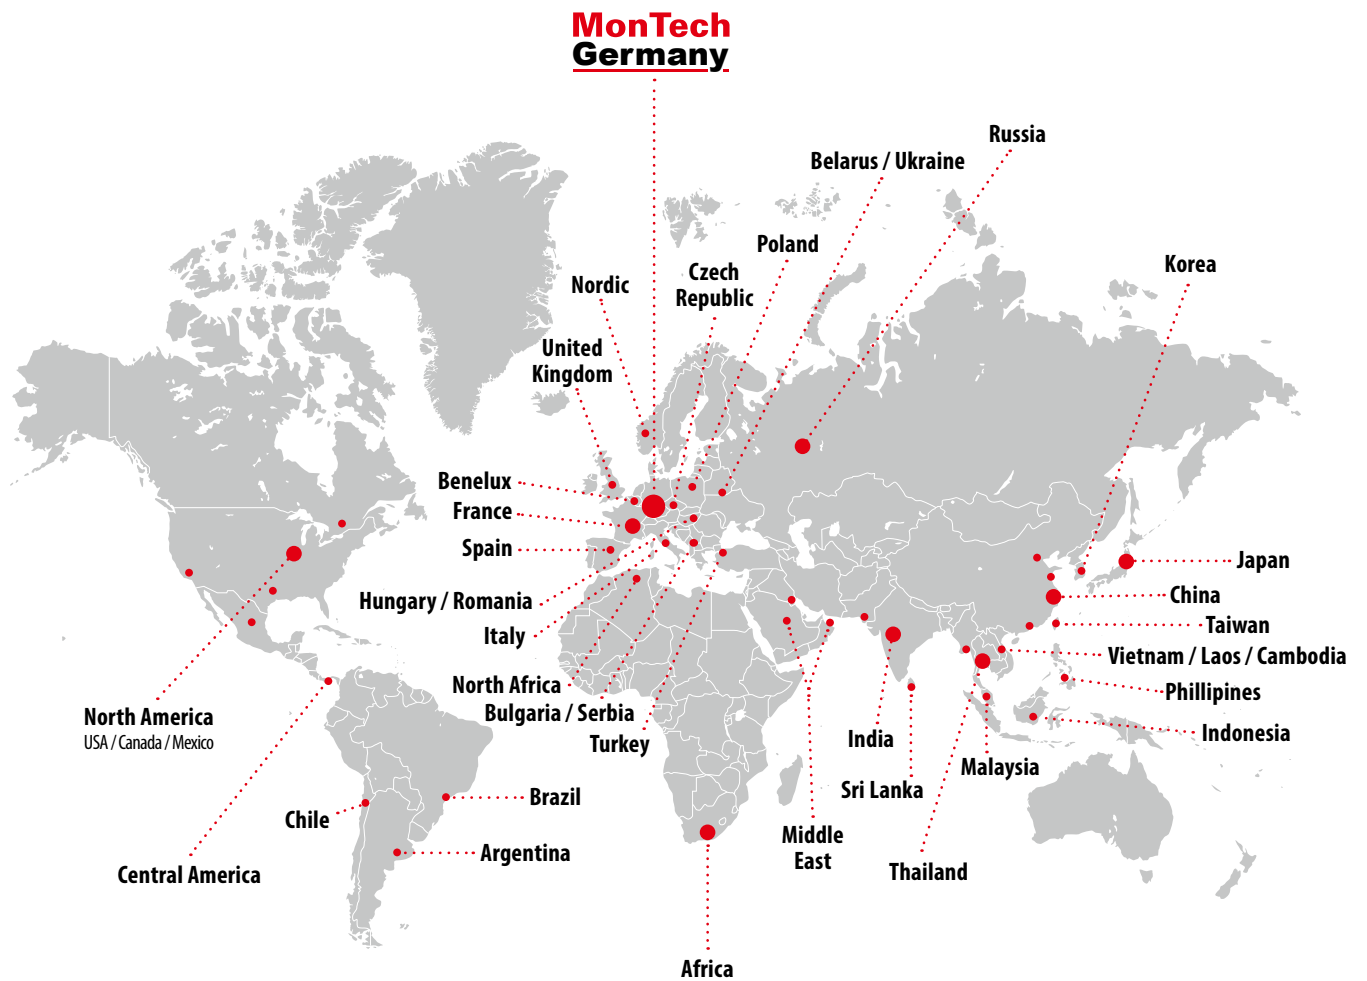 MonTech
Germany
Russia
Belarus / Ukraine
Poland
Korea
Czech
Republic
Nordic
United
Kingdom
Benelux
France
Spain
Japan
China
Hungary / Romania
Taiwan
Italy
Vietnam / Laos / Cambodia
North Africa
Phillipines
Bulgaria / Serbia
North America
USA / Canada / Mexico
Turkey
India
Indonesia
Malaysia
Sri Lanka
Brazil
Chile
Middle
East
Argentina
Central America
Thailand
Africa